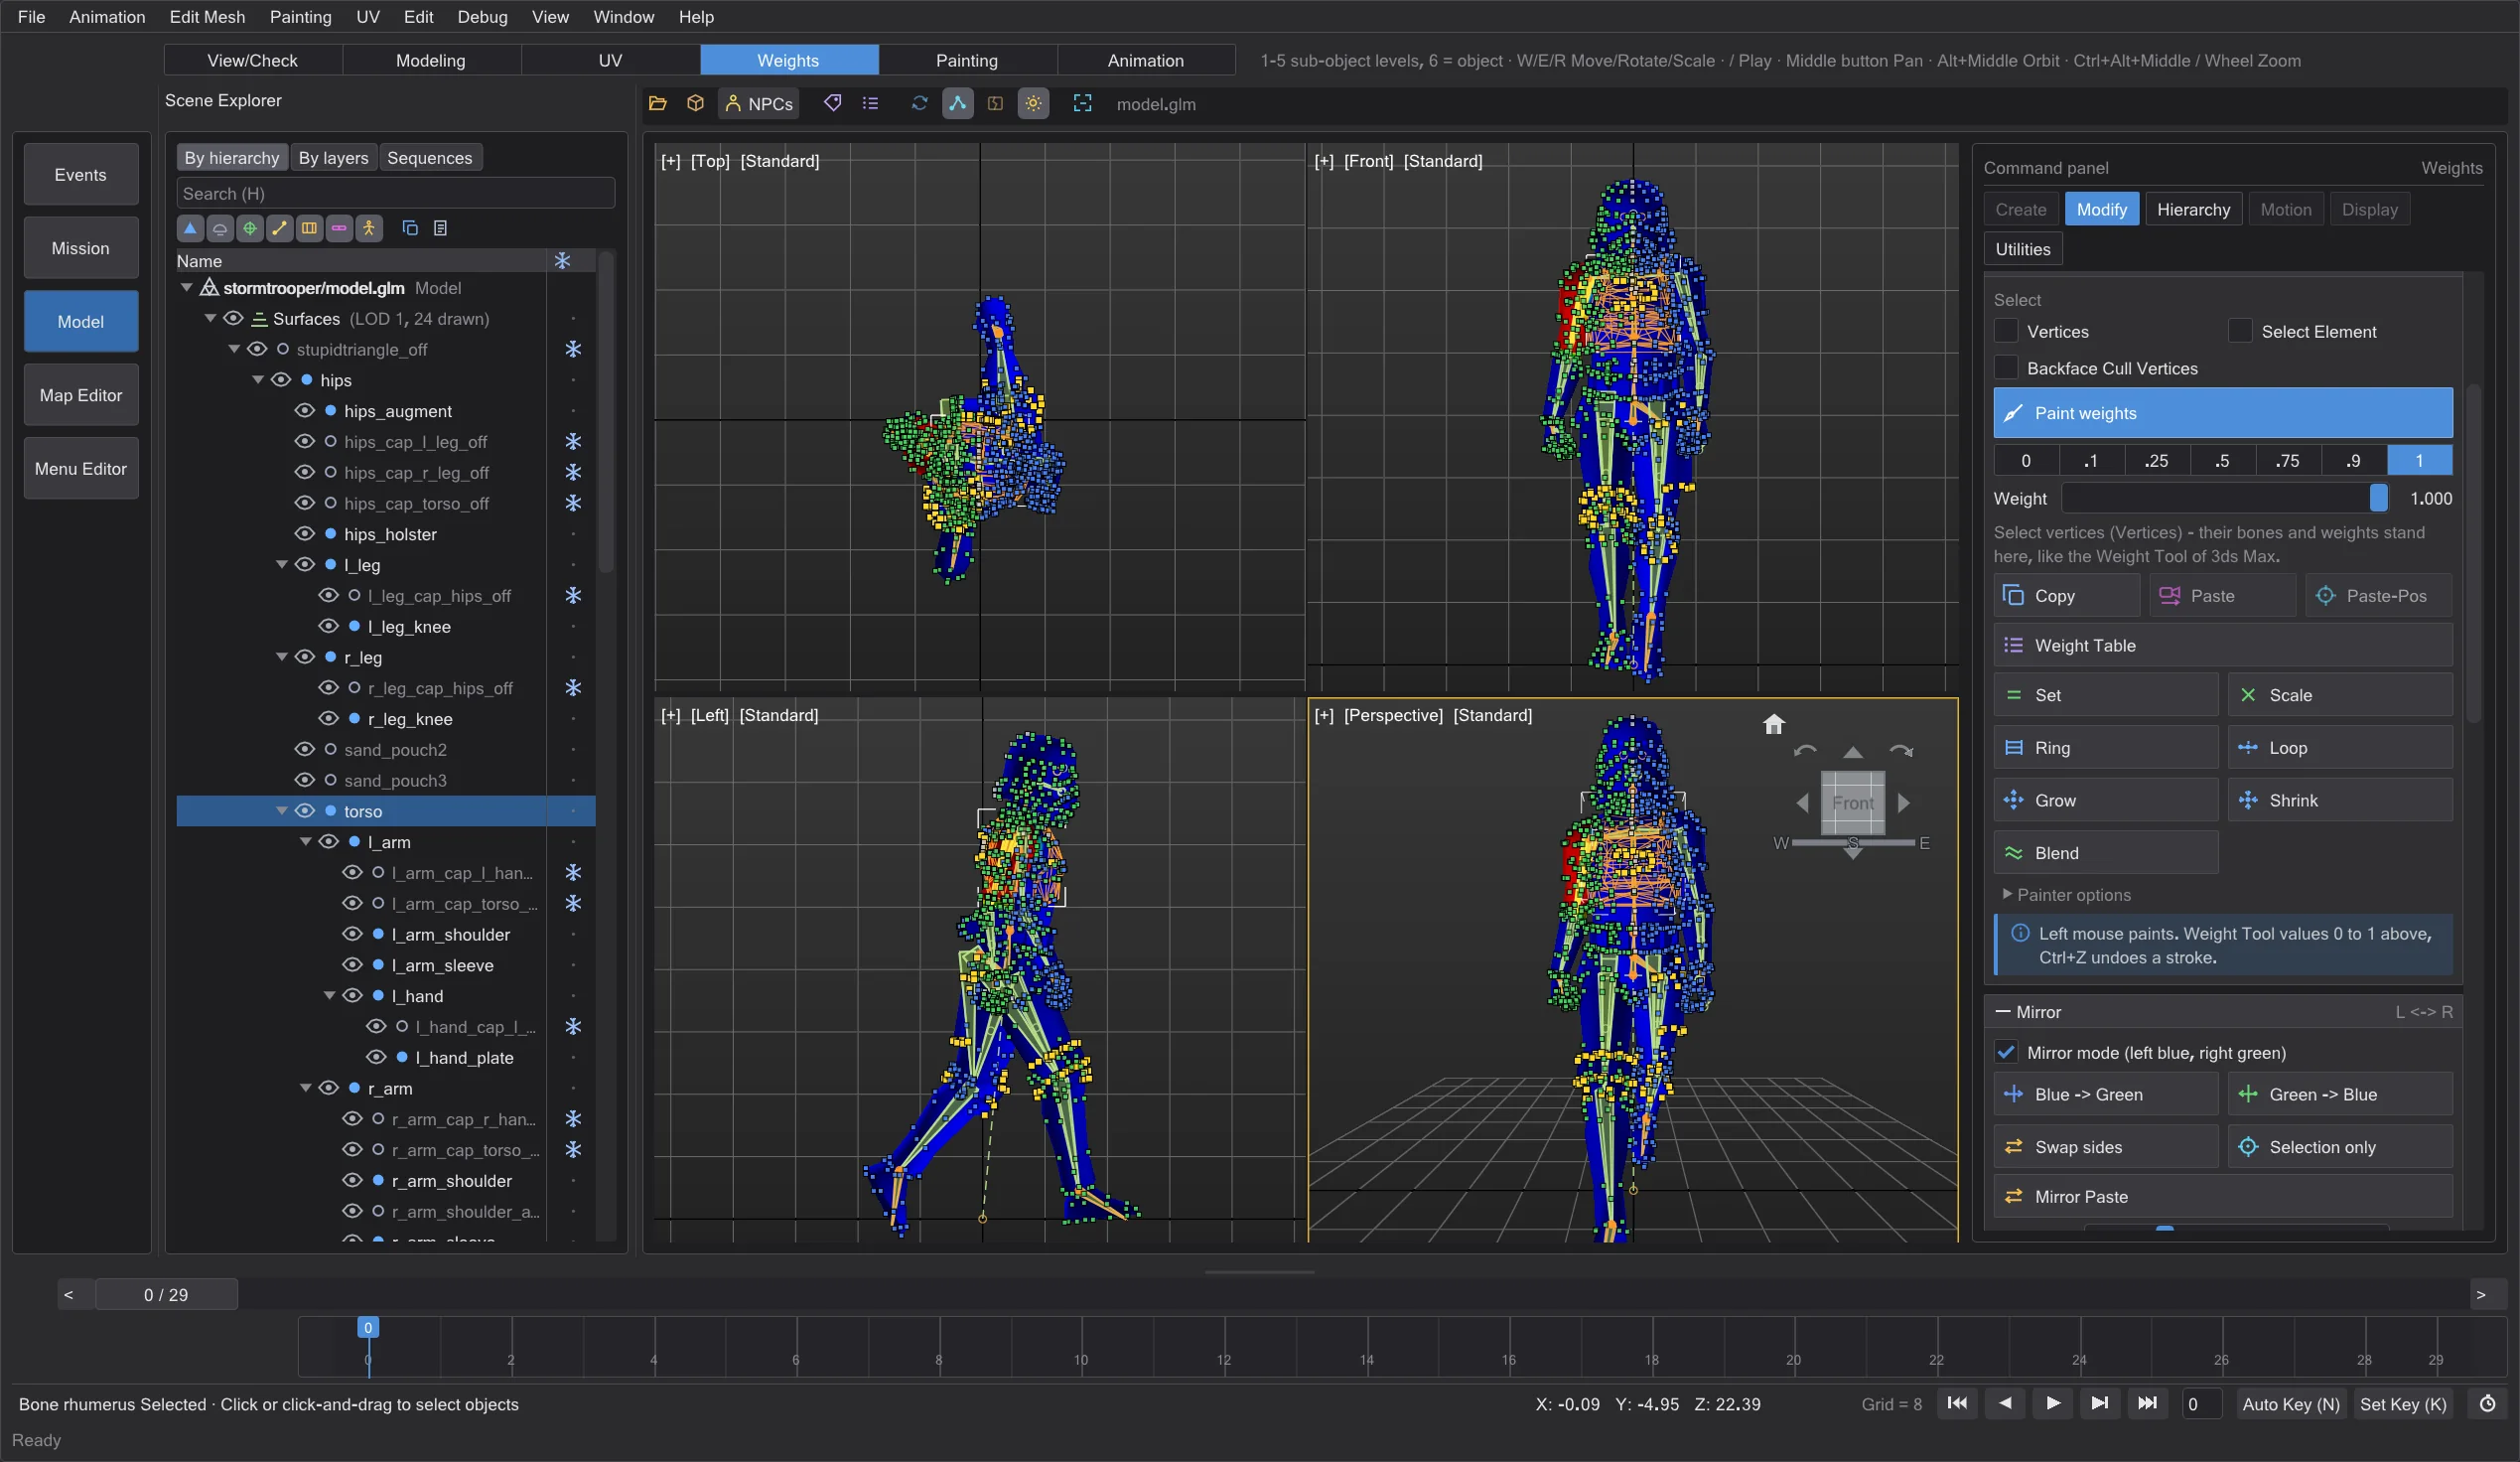 File Animation Edit Mesh Painting UV Edit Debug View Window Help
View/Check Modeling UV Weights Painting Animation 1-5 sub-object levels, 6 = object · W/E/R Move/Rotate/Scale · / Play · Middle button Pan · Alt+Middle Orbit · Ctrl+Alt+Middle / Wheel Zoom
Scene Explorer
NPCs model.glm
Events
Mission
Model
Map Editor
Menu Editor
By hierarchy By layers Sequences
Search (H)
Name
stormtrooper/model.glm Model
Surfaces (LOD 1, 24 drawn)
stupidtriangle_off
hips
hips_augment
hips_cap_l_leg_off
hips_cap_r_leg_off
hips_cap_torso_off
hips_holster
l_leg
l_leg_cap_hips_off
l_leg_knee
r_leg
r_leg_cap_hips_off
r_leg_knee
sand_pouch2
sand_pouch3
torso
l_arm
l_arm_cap_l_han...
l_arm_cap_torso_...
l_arm_shoulder
l_arm_sleeve
l_hand
l_hand_cap_l_...
l_hand_plate
r_arm
r_arm_cap_r_han...
r_arm_cap_torso_...
r_arm_shoulder
r_arm_shoulder_a...
[+] [Top] [Standard]
[+] [Front] [Standard]
[+] [Left] [Standard]
[+] [Perspective] [Standard]
Front
W S E
Command panel Weights
Create Modify Hierarchy Motion Display
Utilities
Select
Vertices Select Element
Backface Cull Vertices
Paint weights
0 .1 .25 .5 .75 .9 1
Weight 1.000
Select vertices (Vertices) - their bones and weights stand
here, like the Weight Tool of 3ds Max.
Copy Paste Paste-Pos
Weight Table
Set Scale
Ring Loop
Grow Shrink
Blend
Painter options
Left mouse paints. Weight Tool values 0 to 1 above,
Ctrl+Z undoes a stroke.
Mirror L <-> R
Mirror mode (left blue, right green)
Blue -> Green Green -> Blue
Swap sides Selection only
Mirror Paste
< 0 / 29 >
0
0 2 4 6 8 10 12 14 16 18 20 22 24 26 28 29
Bone rhumerus Selected · Click or click-and-drag to select objects X: -0.09 Y: -4.95 Z: 22.39 Grid = 8 0 Auto Key (N) Set Key (K)
Ready